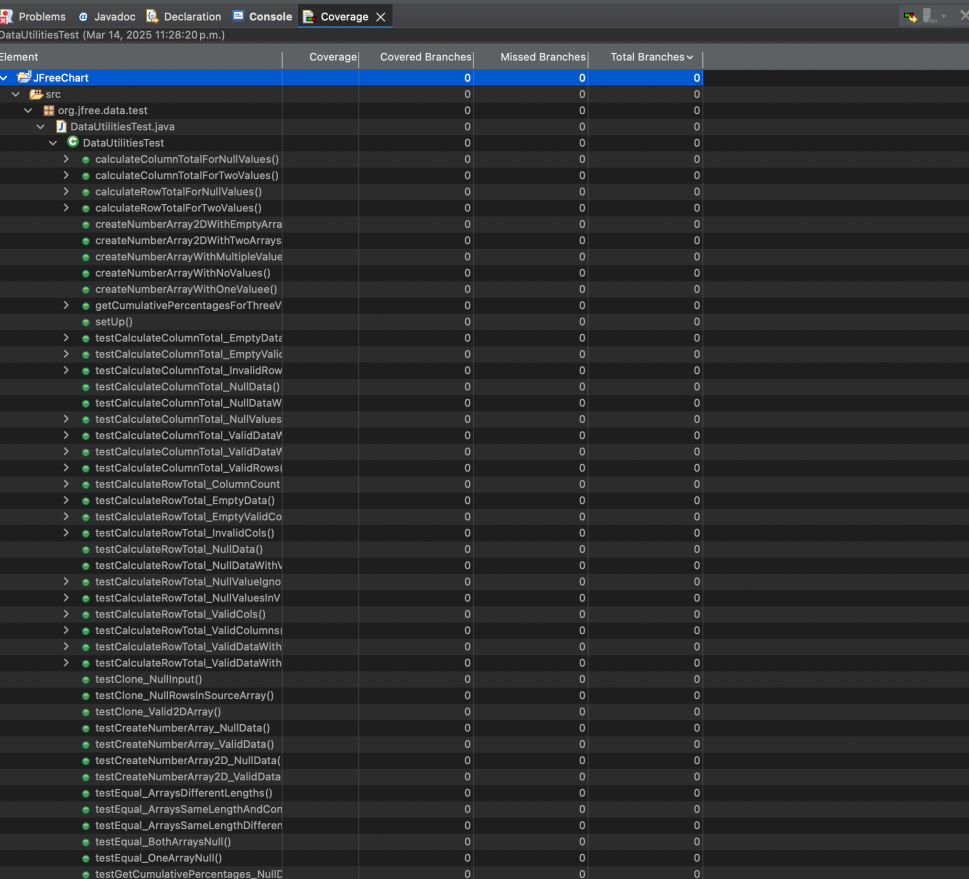 Problems Javadoc Declaration Console Coverage
DataUtilitiesTest (Mar 14, 2025 11:28:20 p.m.)
Element Coverage Covered Branches Missed Branches Total Branches
JFreeChart 0 0 0
src 0 0 0
org.jfree.data.test 0 0 0
DataUtilitiesTest.java 0 0 0
DataUtilitiesTest 0 0 0
calculateColumnTotalForNullValues() 0 0 0
calculateColumnTotalForTwoValues() 0 0 0
calculateRowTotalForNullValues() 0 0 0
calculateRowTotalForTwoValues() 0 0 0
createNumberArray2DWithEmptyArra 0 0 0
createNumberArray2DWithTwoArrays 0 0 0
createNumberArrayWithMultipleValue 0 0 0
createNumberArrayWithNoValues() 0 0 0
createNumberArrayWithOneValuee() 0 0 0
getCumulativePercentagesForThreeV 0 0 0
setUp() 0 0 0
testCalculateColumnTotal_EmptyData 0 0 0
testCalculateColumnTotal_EmptyValid 0 0 0
testCalculateColumnTotal_InvalidRow 0 0 0
testCalculateColumnTotal_NullData() 0 0 0
testCalculateColumnTotal_NullDataW 0 0 0
testCalculateColumnTotal_NullValues 0 0 0
testCalculateColumnTotal_ValidDataW 0 0 0
testCalculateColumnTotal_ValidDataW 0 0 0
testCalculateColumnTotal_ValidRows( 0 0 0
testCalculateRowTotal_ColumnCount 0 0 0
testCalculateRowTotal_EmptyData() 0 0 0
testCalculateRowTotal_EmptyValidCo 0 0 0
testCalculateRowTotal_InvalidCols() 0 0 0
testCalculateRowTotal_NullData() 0 0 0
testCalculateRowTotal_NullDataWithV 0 0 0
testCalculateRowTotal_NullValueIgno 0 0 0
testCalculateRowTotal_NullValuesInV 0 0 0
testCalculateRowTotal_ValidCols() 0 0 0
testCalculateRowTotal_ValidColumns( 0 0 0
testCalculateRowTotal_ValidDataWith 0 0 0
testCalculateRowTotal_ValidDataWith 0 0 0
testClone_NullInput() 0 0 0
testClone_NullRowsInSourceArray() 0 0 0
testClone_Valid2DArray() 0 0 0
testCreateNumberArray_NullData() 0 0 0
testCreateNumberArray_ValidData() 0 0 0
testCreateNumberArray2D_NullData( 0 0 0
testCreateNumberArray2D_ValidData 0 0 0
testEqual_ArraysDifferentLengths() 0 0 0
testEqual_ArraysSameLengthAndCon 0 0 0
testEqual_ArraysSameLengthDifferen 0 0 0
testEqual_BothArraysNull() 0 0 0
testEqual_OneArrayNull() 0 0 0
testGetCumulativePercentages_NullD 0 0 0